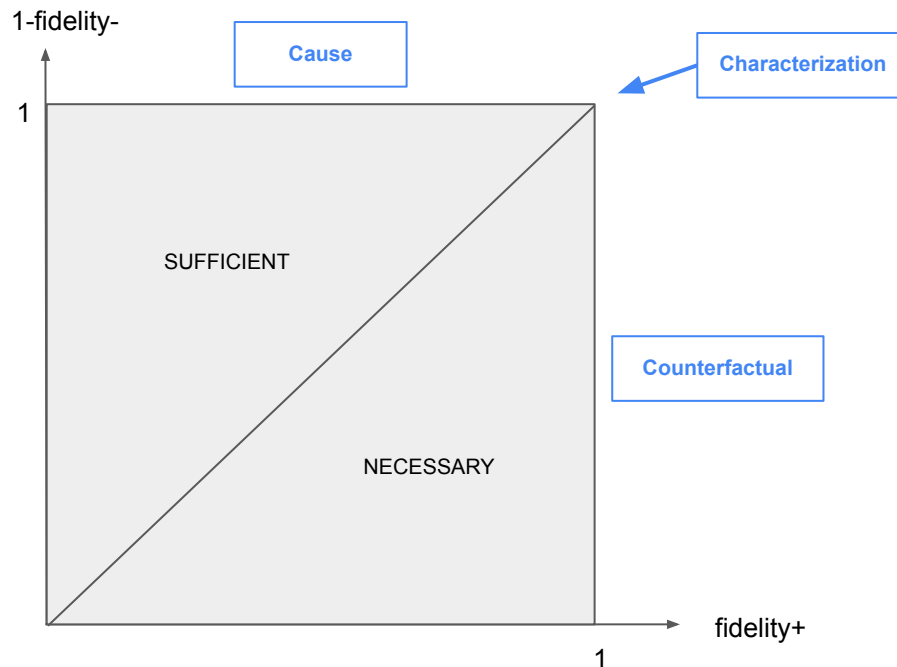 1-fidelity-
Cause
Characterization
1
SUFFICIENT
Counterfactual
NECESSARY
fidelity+
1